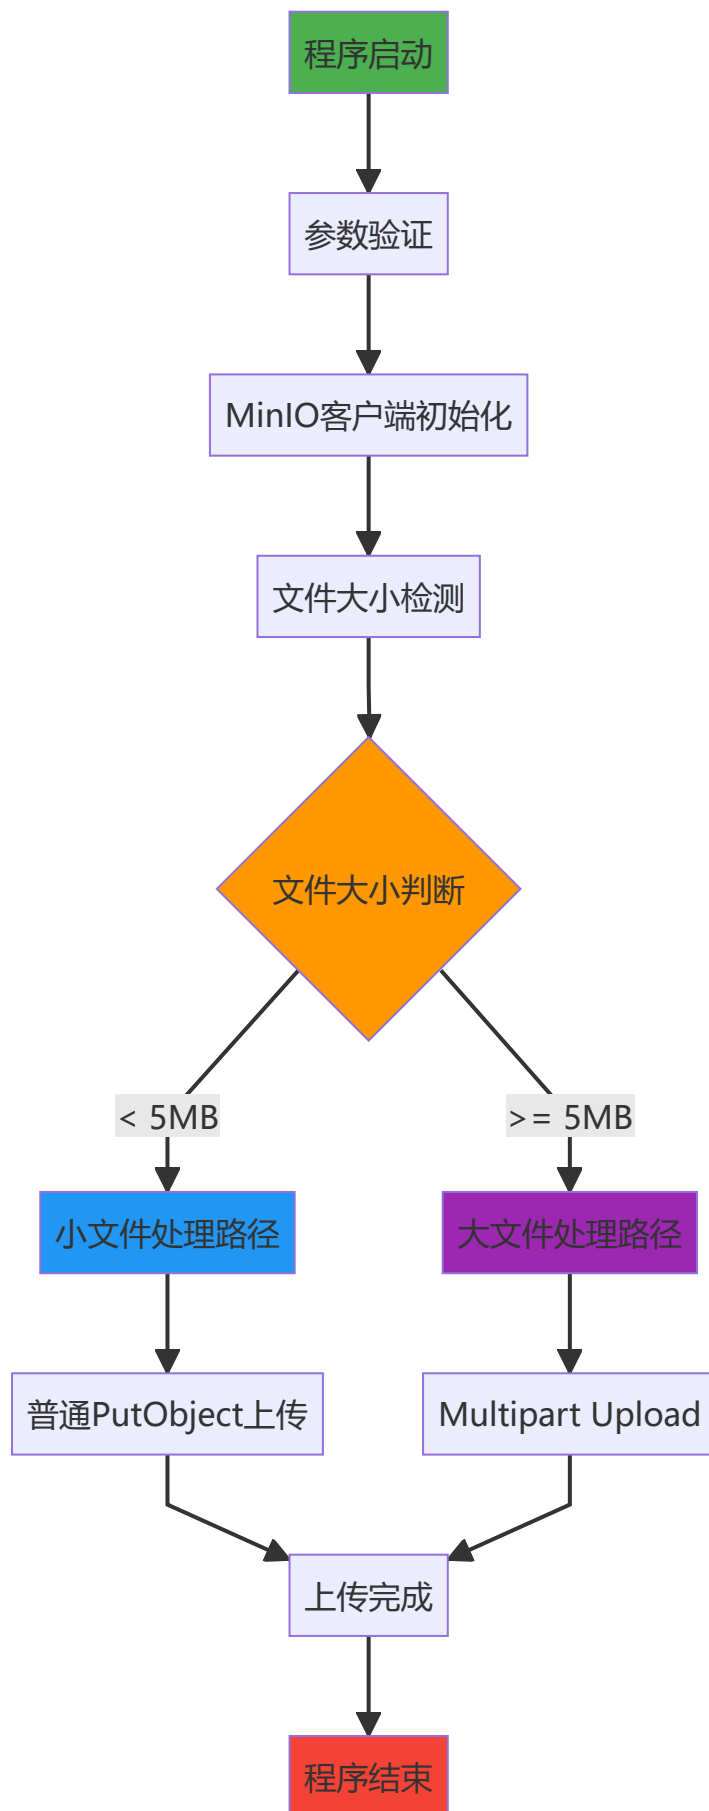 程序启动
参数验证
MinIO客户端初始化
文件大小检测
文件大小判断
< 5MB
>= 5MB
小文件处理路径
大文件处理路径
普通PutObject上传
Multipart Upload
上传完成
程序结束